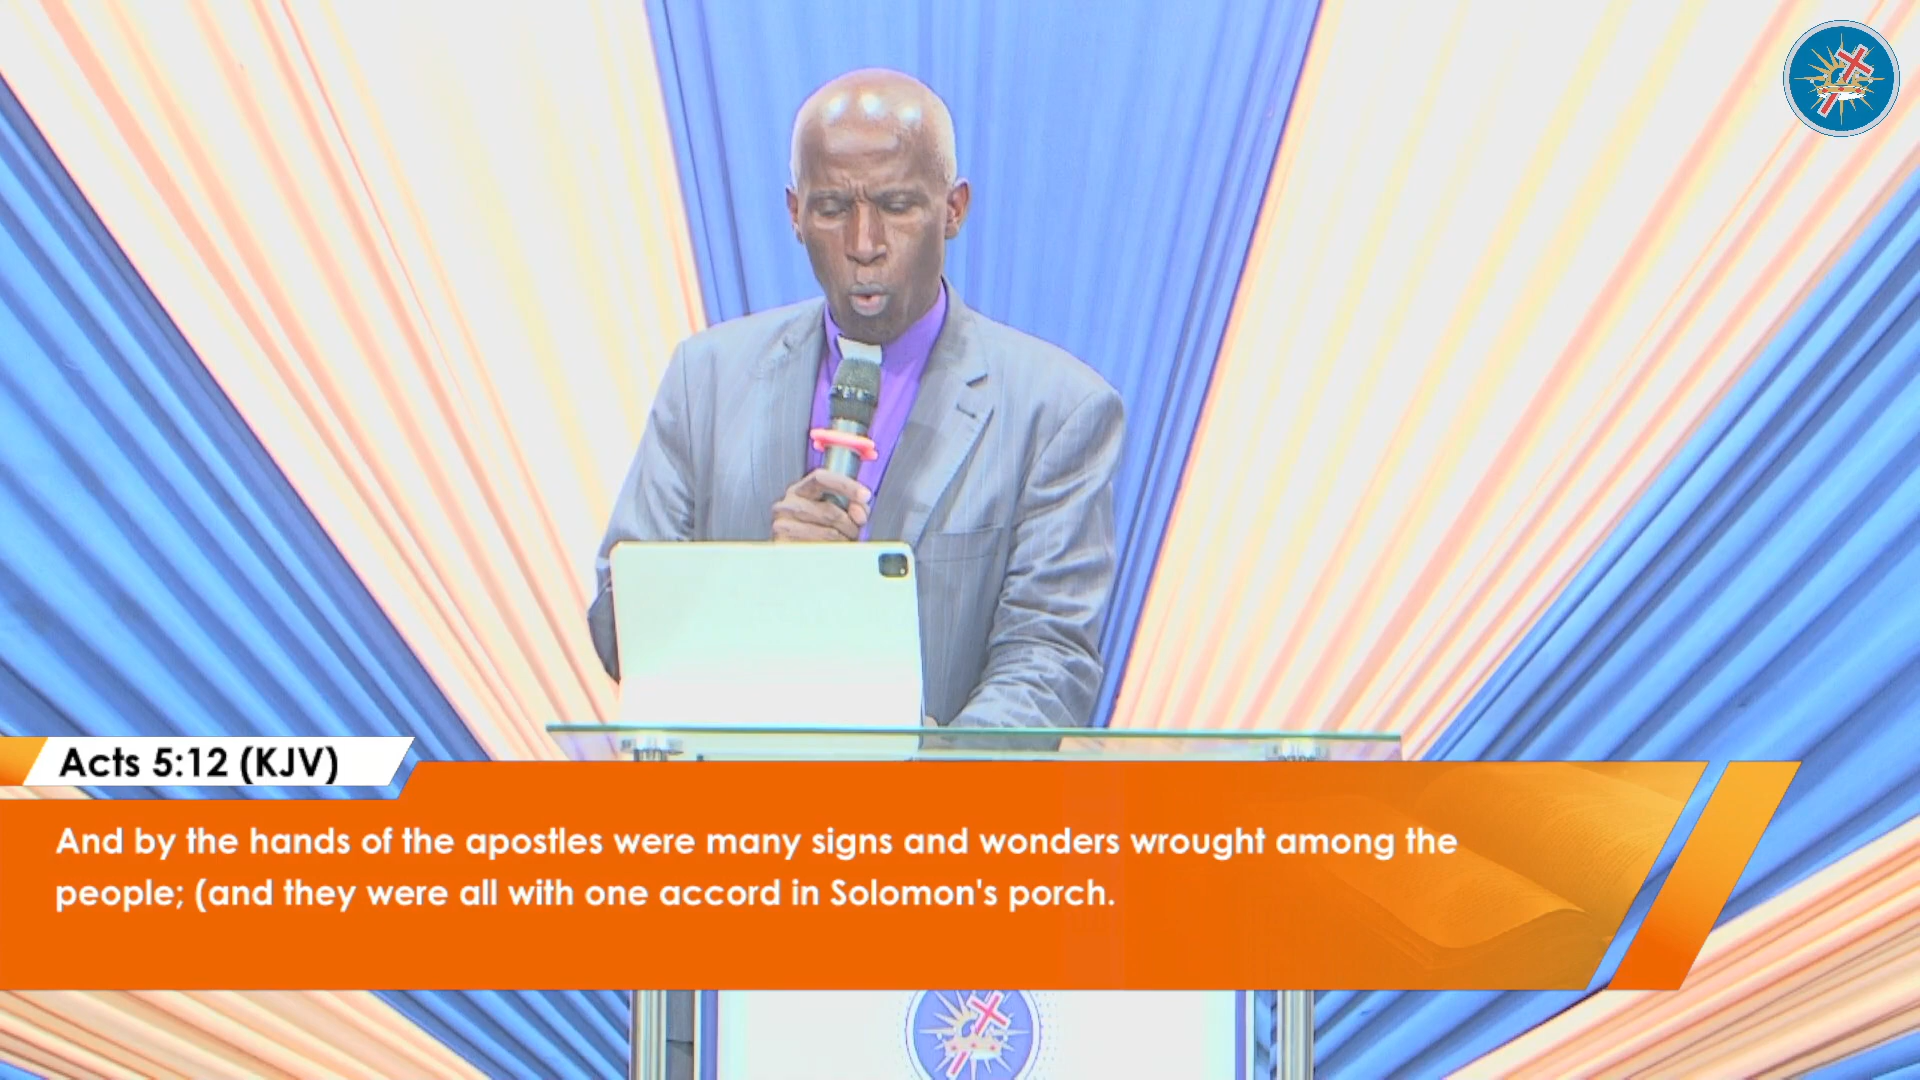 Acts 5:12 (KJV)
And by the hands of the apostles were many signs and wonders wrought among the
people; (and they were all with one accord in Solomon's porch.